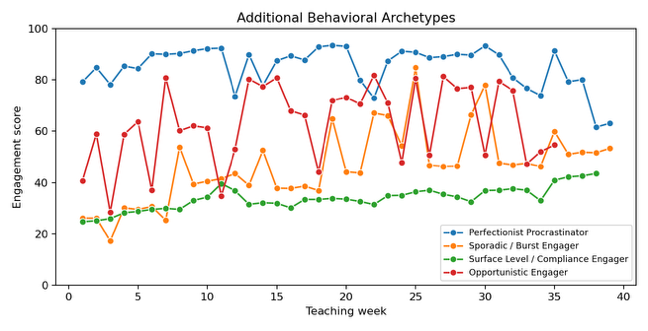 Additional Behavioral Archetypes
Engagement score
100
80
60
40
20
0
0 5 10 15 20 25 30 35 40
Teaching week
Perfectionist Procrastinator
Sporadic / Burst Engager
Surface Level / Compliance Engager
Opportunistic Engager